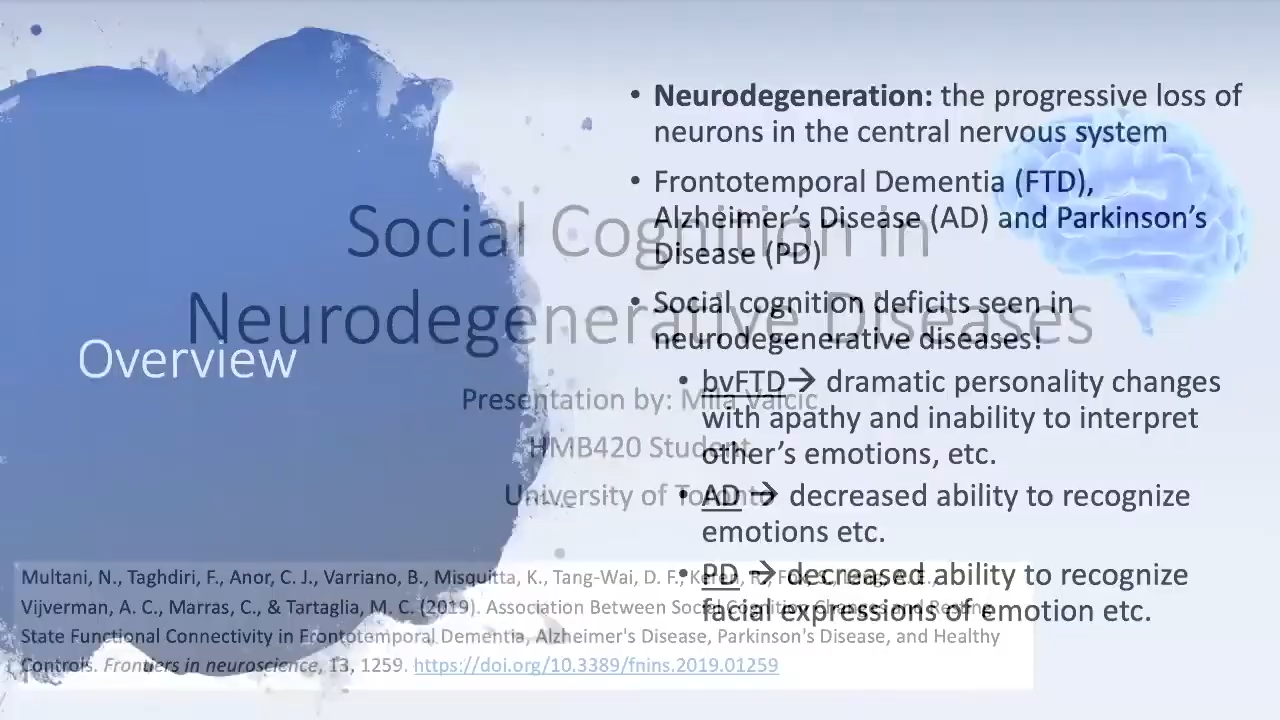 Social Cognition in
Neurodegenerative Diseases
Presentation by: Mila Valcic
HMB420 Student
University of Toronto
Multani, N., Taghdiri, F., Anor, C. J., Varriano, B., Misquitta, K., Tang-Wai, D. F., Keren, R., Fox, S., Lang, A. E.,
Vijverman, A. C., Marras, C., & Tartaglia, M. C. (2019). Association Between Social Cognition Changes and Resting
State Functional Connectivity in Frontotemporal Dementia, Alzheimer's Disease, Parkinson's Disease, and Healthy
Controls. Frontiers in neuroscience, 13, 1259. https://doi.org/10.3389/fnins.2019.01259
Overview
• Neurodegeneration: the progressive loss of
neurons in the central nervous system
• Frontotemporal Dementia (FTD),
Alzheimer’s Disease (AD) and Parkinson’s
Disease (PD)
• Social cognition deficits seen in
neurodegenerative diseases!
• bvFTD→ dramatic personality changes
with apathy and inability to interpret
other’s emotions, etc.
• AD → decreased ability to recognize
emotions etc.
• PD → decreased ability to recognize
facial expressions of emotion etc.